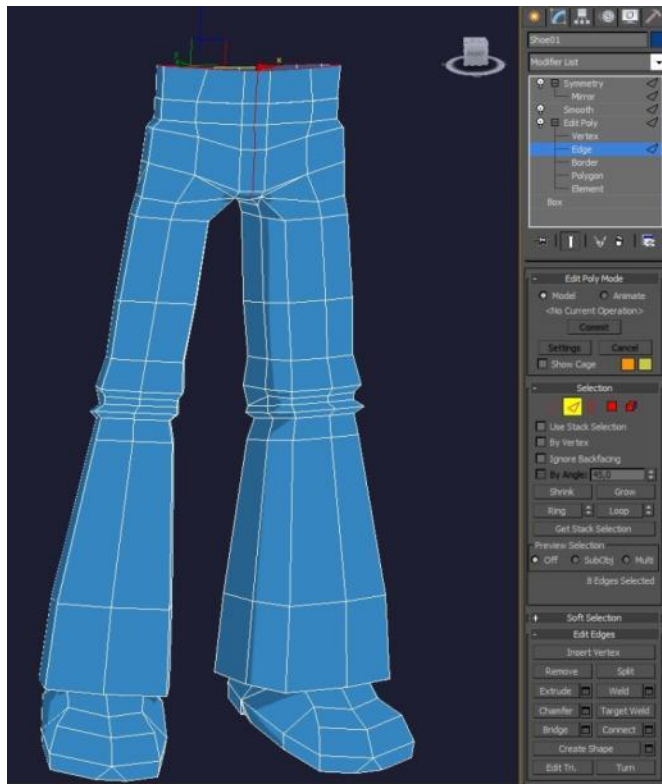 Shoe01
Modifier List
Symmetry
Mirror
Smooth
Edit Poly
Vertex
Edge
Border
Polygon
Element
Box
- Edit Poly Mode
Model Animate
<No Current Operation>
Commit
Settings Cancel
Show Cage
- Selection
Use Stack Selection
By Vertex
Ignore Backfacing
By Angle: 45,0
Shrink Grow
Ring Loop
Get Stack Selection
Preview Selection
Off SubObj Multi
8 Edges Selected
+ Soft Selection
- Edit Edges
Insert Vertex
Remove Split
Extrude Weld
Chamfer Target Weld
Bridge Connect
Create Shape
Edit Tri. Turn